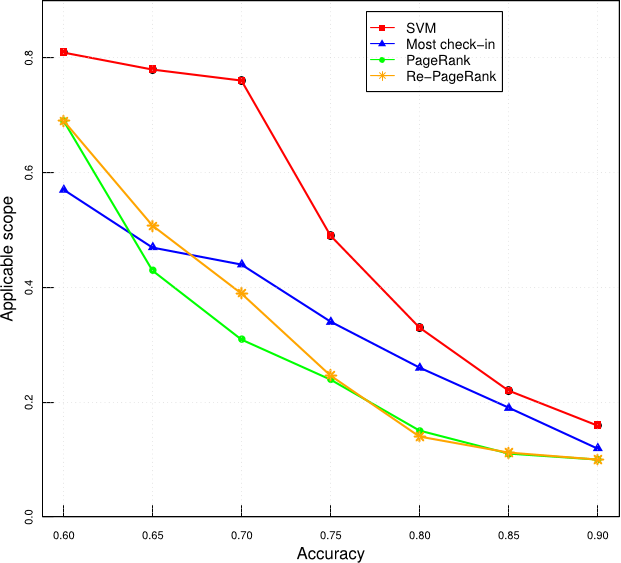 SVM
Most check-in
PageRank
Re-PageRank
Applicable scope
0.8
0.6
0.4
0.2
0.0
0.60 0.65 0.70 0.75 0.80 0.85 0.90
Accuracy